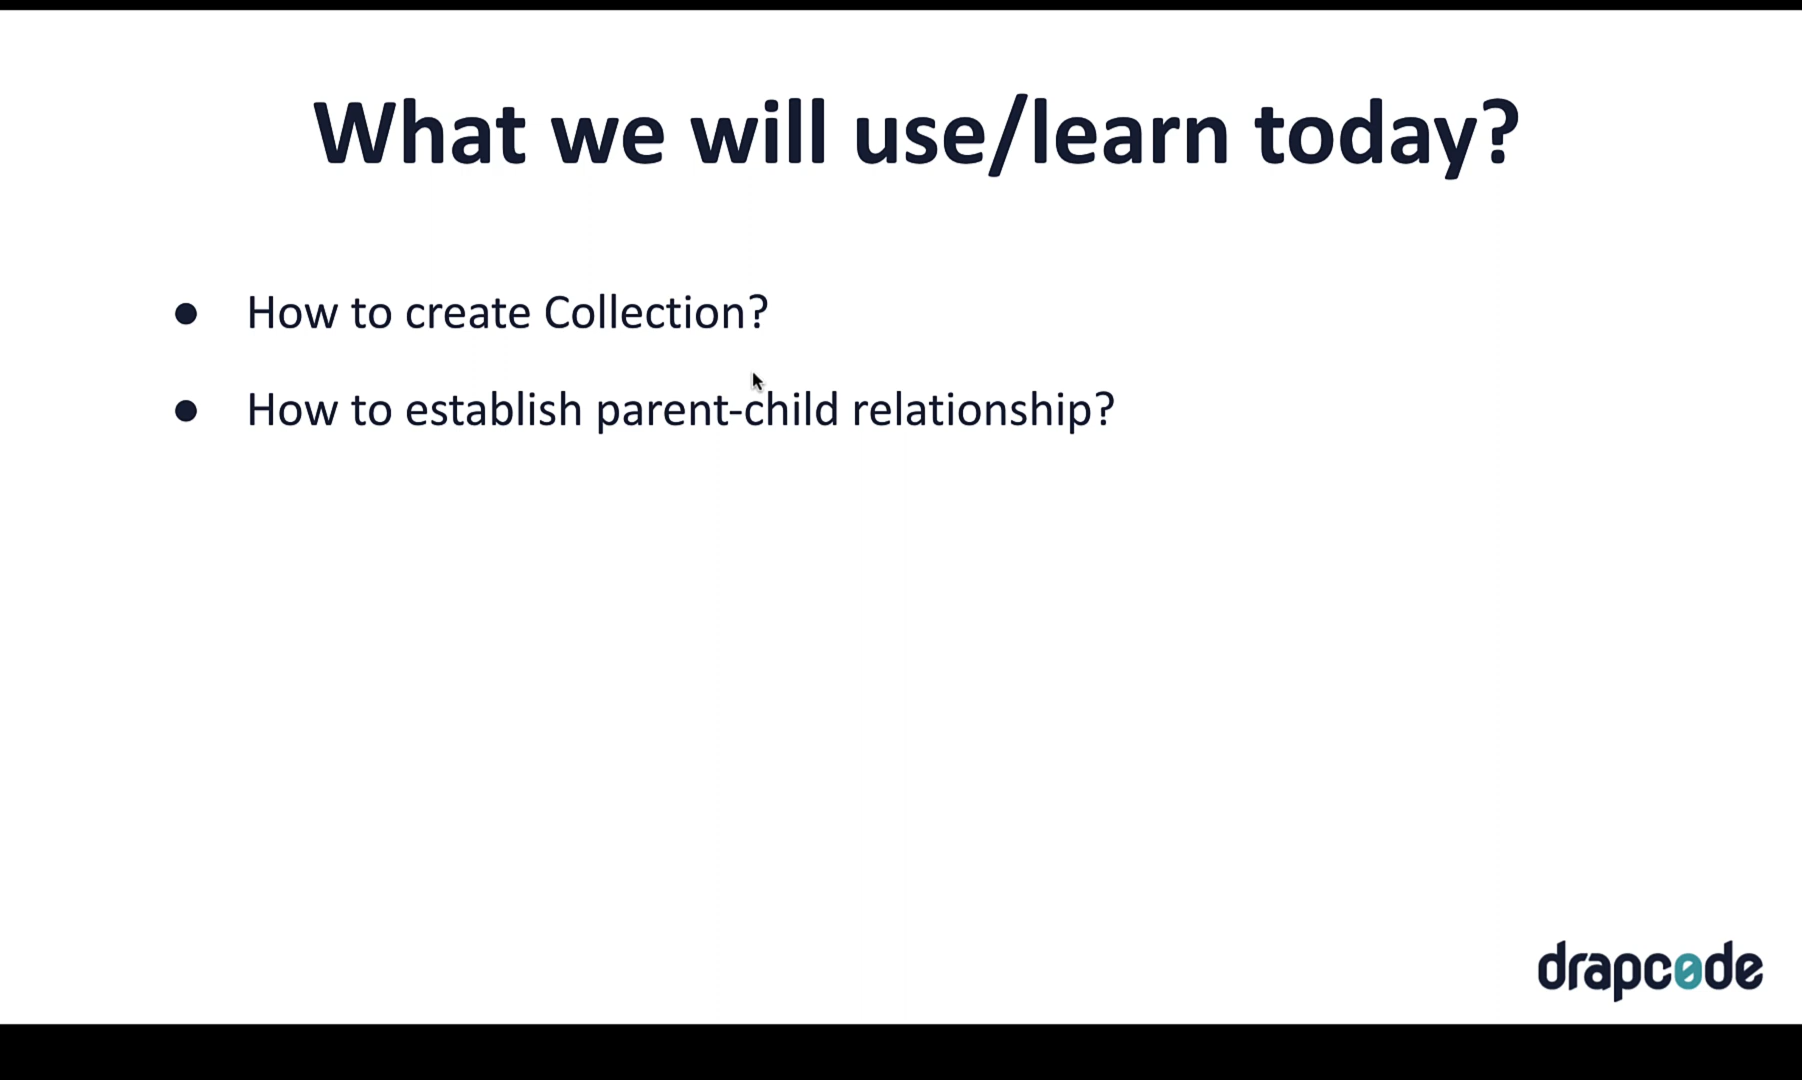 What we will use/learn today?
● How to create Collection?
● How to establish parent-child relationship?
drapcode